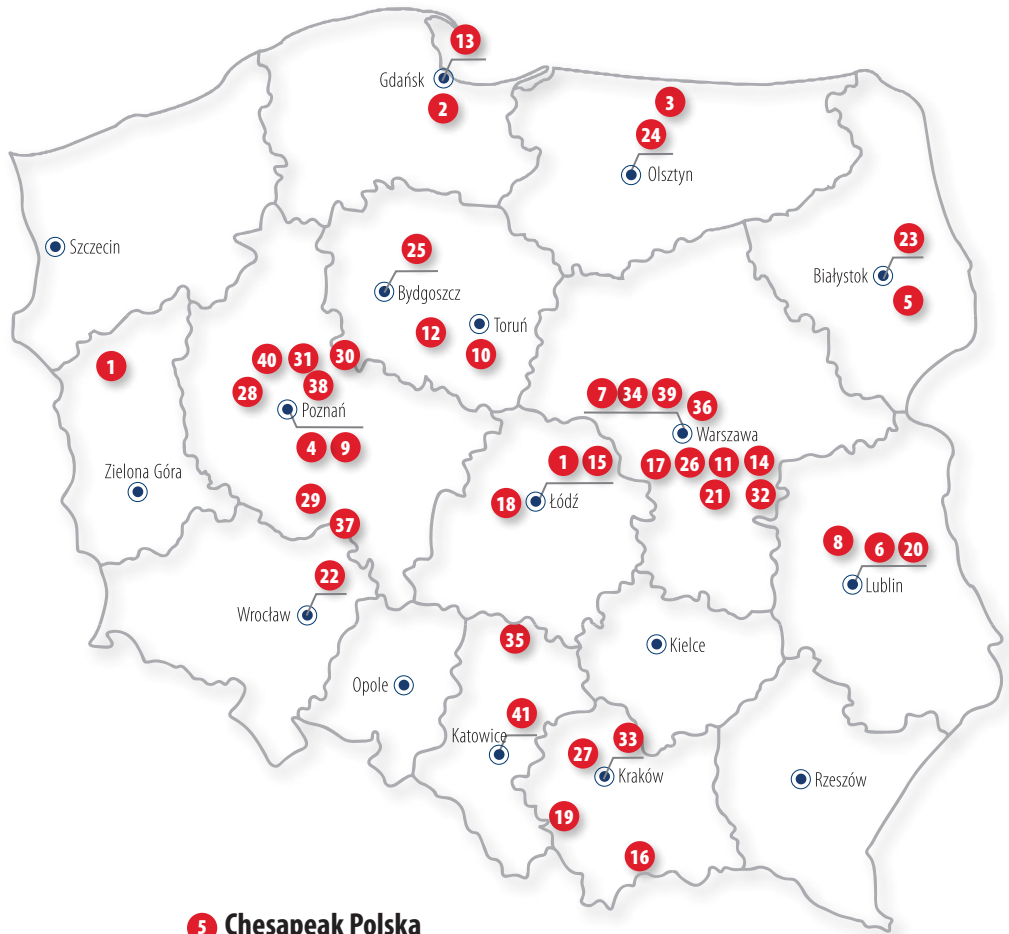 13
Gdańsk
2
3
24
Olsztyn
Szczecin
25
Bydgoszcz
12
Toruń
10
23
Białystok
5
1
40 31 30
28 38
Poznań
4 9
7 34 39 36
Warszawa
17 26 11 14
21 32
Zielona Góra
29
37
1 15
18
Łódź
8 6 20
Lublin
22
Wrocław
35
Kielce
Opole
41
Katowice
33
27
Kraków
Rzeszów
19
16
5 Chesapeak Polska